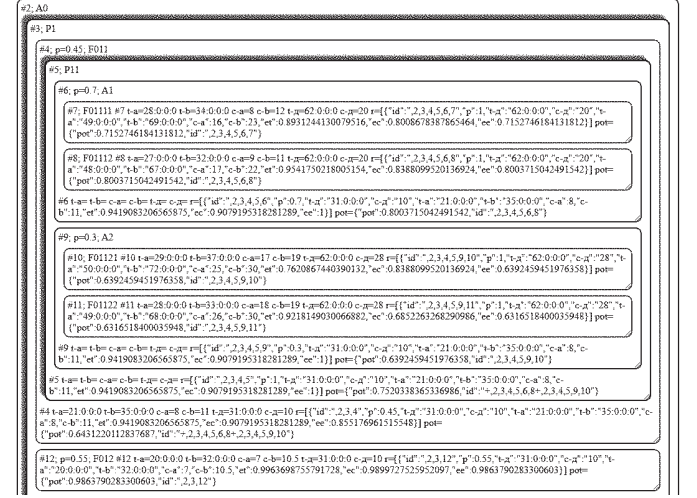 #2; A0
#3; P1
#4; p=0.45; F011
#5; P11
#6; p=0.7; A1
#7; F01111 #7 t-a=28:0:0:0 t-b=34:0:0:0 c-a=8 c-b=12 t-д=62:0:0:0 c-д=20 r=[{"id":",2,3,4,5,6,7","p":1,"t-д":"62:0:0:0","c-д":"20","t-
a":"49:0:0:0","t-b":"69:0:0:0","c-a":16,"c-b":23,"et":0.8931244130079516,"ec":0.8008678387865464,"ee":0.7152746184131812}] pot=
{"pot":0.7152746184131812,"id":",2,3,4,5,6,7"}
#8; F01112 #8 t-a=27:0:0:0 t-b=32:0:0:0 c-a=9 c-b=11 t-д=62:0:0:0 c-д=20 r=[{"id":",2,3,4,5,6,8","p":1,"t-д":"62:0:0:0","c-д":"20","t-
a":"48:0:0:0","t-b":"67:0:0:0","c-a":17,"c-b":22,"et":0.9541750218005154,"ec":0.8388099520136924,"ee":0.8003715042491542}] pot=
{"pot":0.8003715042491542,"id":",2,3,4,5,6,8"}
#6 t-a= t-b= c-a= c-b= t-д= c-д= r=[{"id":",2,3,4,5,6","p":0.7,"t-д":"31:0:0:0","c-д":"10","t-a":"21:0:0:0","t-b":"35:0:0:0","c-a":8,"c-
b":11,"et":0.9419083206565875,"ec":0.9079195318281289,"ee":1}] pot={"pot":0.8003715042491542,"id":",2,3,4,5,6,8"}
#9; p=0.3; A2
#10; F01121 #10 t-a=29:0:0:0 t-b=37:0:0:0 c-a=17 c-b=19 t-д=62:0:0:0 c-д=28 r=[{"id":",2,3,4,5,9,10","p":1,"t-д":"62:0:0:0","c-д":"28","t-
a":"50:0:0:0","t-b":"72:0:0:0","c-a":25,"c-b":30,"et":0.7620867440390132,"ec":0.8388099520136924,"ee":0.6392459451976358}] pot=
{"pot":0.6392459451976358,"id":",2,3,4,5,9,10"}
#11; F01122 #11 t-a=28:0:0:0 t-b=33:0:0:0 c-a=18 c-b=19 t-д=62:0:0:0 c-д=28 r=[{"id":",2,3,4,5,9,11","p":1,"t-д":"62:0:0:0","c-д":"28","t-
a":"49:0:0:0","t-b":"68:0:0:0","c-a":26,"c-b":30,"et":0.9218149030066882,"ec":0.6852263268290986,"ee":0.6316518400035948}] pot=
{"pot":0.6316518400035948,"id":",2,3,4,5,9,11"}
#9 t-a= t-b= c-a= c-b= t-д= c-д= r=[{"id":",2,3,4,5,9","p":0.3,"t-д":"31:0:0:0","c-д":"10","t-a":"21:0:0:0","t-b":"35:0:0:0","c-a":8,"c-
b":11,"et":0.9419083206565875,"ec":0.9079195318281289,"ee":1}] pot={"pot":0.6392459451976358,"id":",2,3,4,5,9,10"}
#5 t-a= t-b= c-a= c-b= t-д= c-д= r=[{"id":",2,3,4,5","p":1,"t-д":"31:0:0:0","c-д":"10","t-a":"21:0:0:0","t-b":"35:0:0:0","c-a":8,"c-
b":11,"et":0.9419083206565875,"ec":0.9079195318281289,"ee":1}] pot={"pot":0.7520338365336986,"id":"+,2,3,4,5,6,8+,2,3,4,5,9,10"}
#4 t-a=21:0:0:0 t-b=35:0:0:0 c-a=8 c-b=11 t-д=31:0:0:0 c-д=10 r=[{"id":",2,3,4","p":0.45,"t-д":"31:0:0:0","c-д":"10","t-a":"21:0:0:0","t-b":"35:0:0:0","c-
a":8,"c-b":11,"et":0.9419083206565875,"ec":0.9079195318281289,"ee":0.855176961515548}] pot=
{"pot":0.6431220112837687,"id":"+,2,3,4,5,6,8+,2,3,4,5,9,10"}
#12; p=0.55; F012 #12 t-a=20:0:0:0 t-b=32:0:0:0 c-a=7 c-b=10.5 t-д=31:0:0:0 c-д=10 r=[{"id":",2,3,12","p":0.55,"t-д":"31:0:0:0","c-д":"10","t-
a":"20:0:0:0","t-b":"32:0:0:0","c-a":7,"c-b":10.5,"et":0.9963698755791728,"ec":0.9899727525952097,"ee":0.9863790283300603}] pot=
{"pot":0.9863790283300603,"id":",2,3,12"}